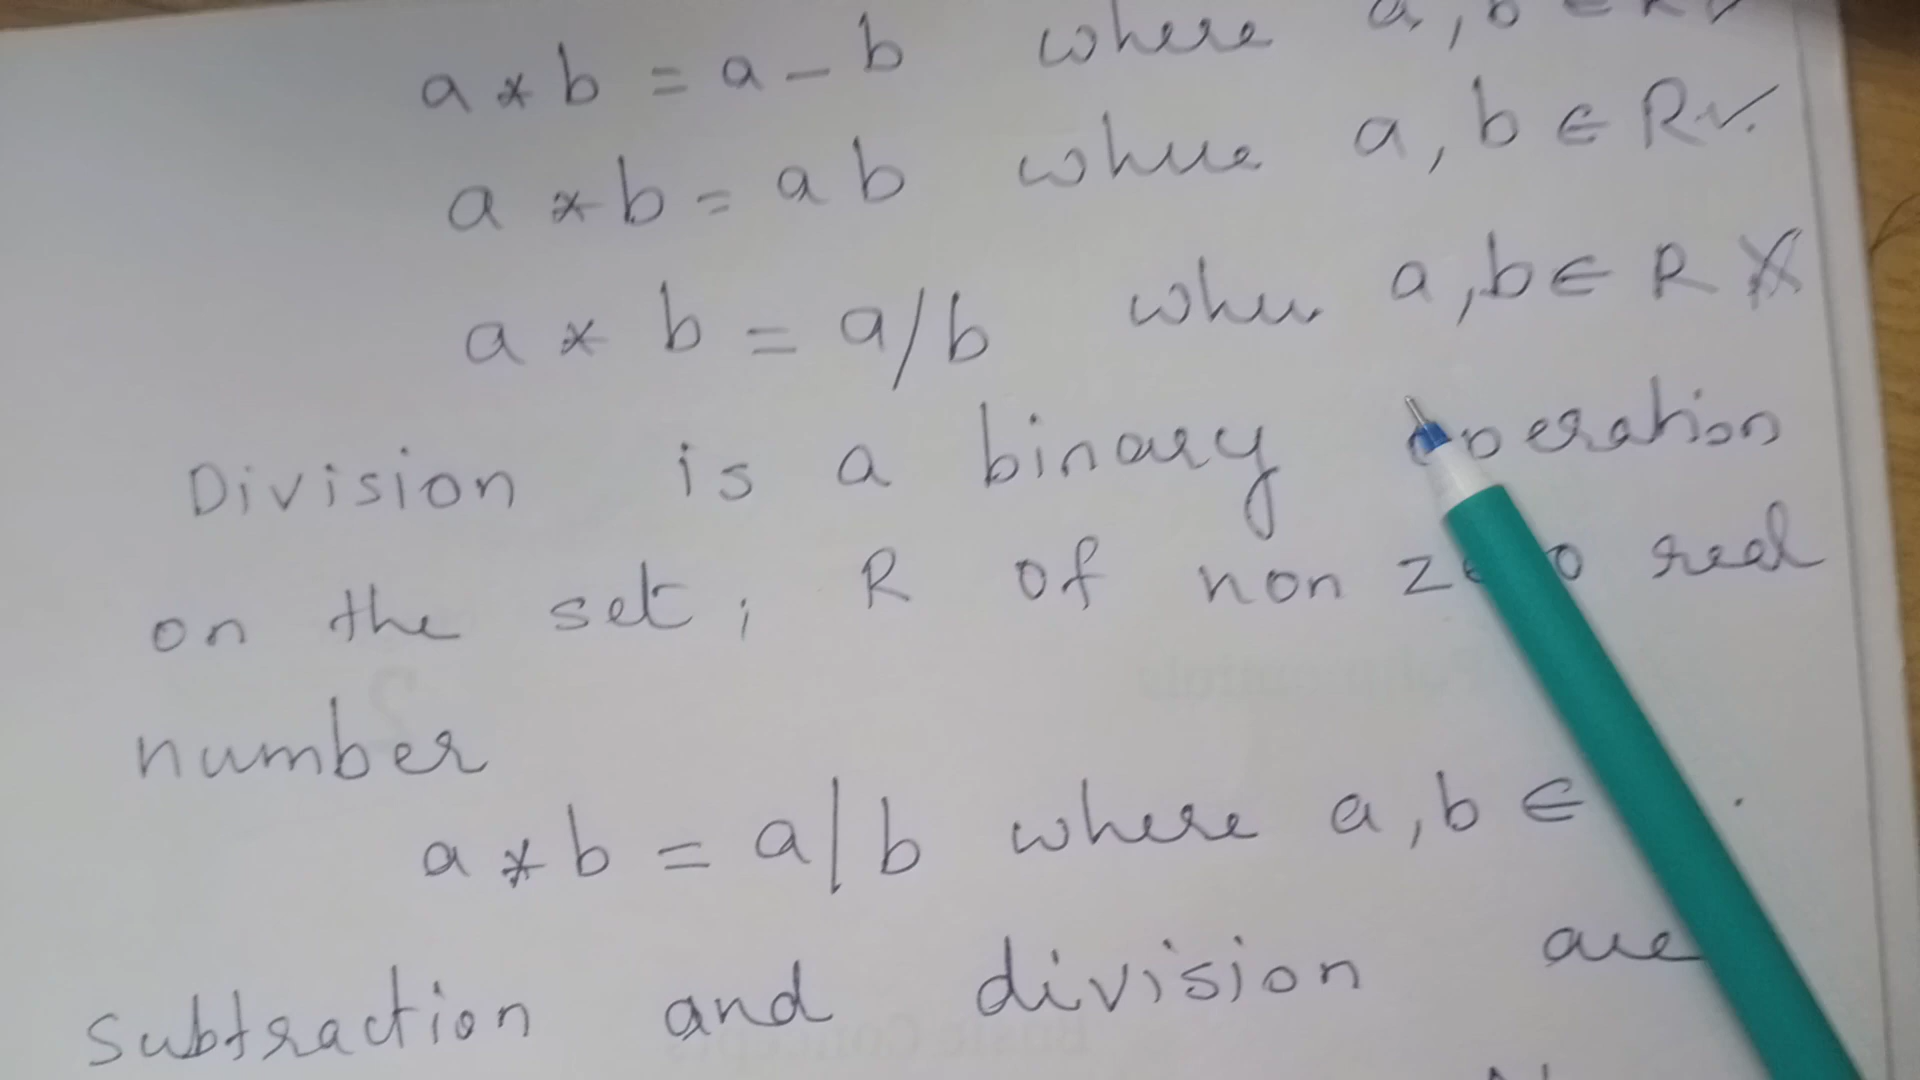 a * b = a - b where a, b ∈ R ✓
a * b = ab where a, b ∈ R ✓.
a * b = a/b wher a, b ∈ R X
Division is a binary operation
on the set, R of non zero real
number
a * b = a/b where a, b ∈
Subtraction and division are